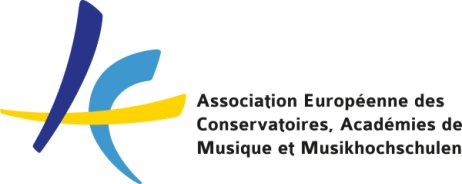 Association Européenne des
Conservatoires, Académies de
Musique et Musikhochschulen